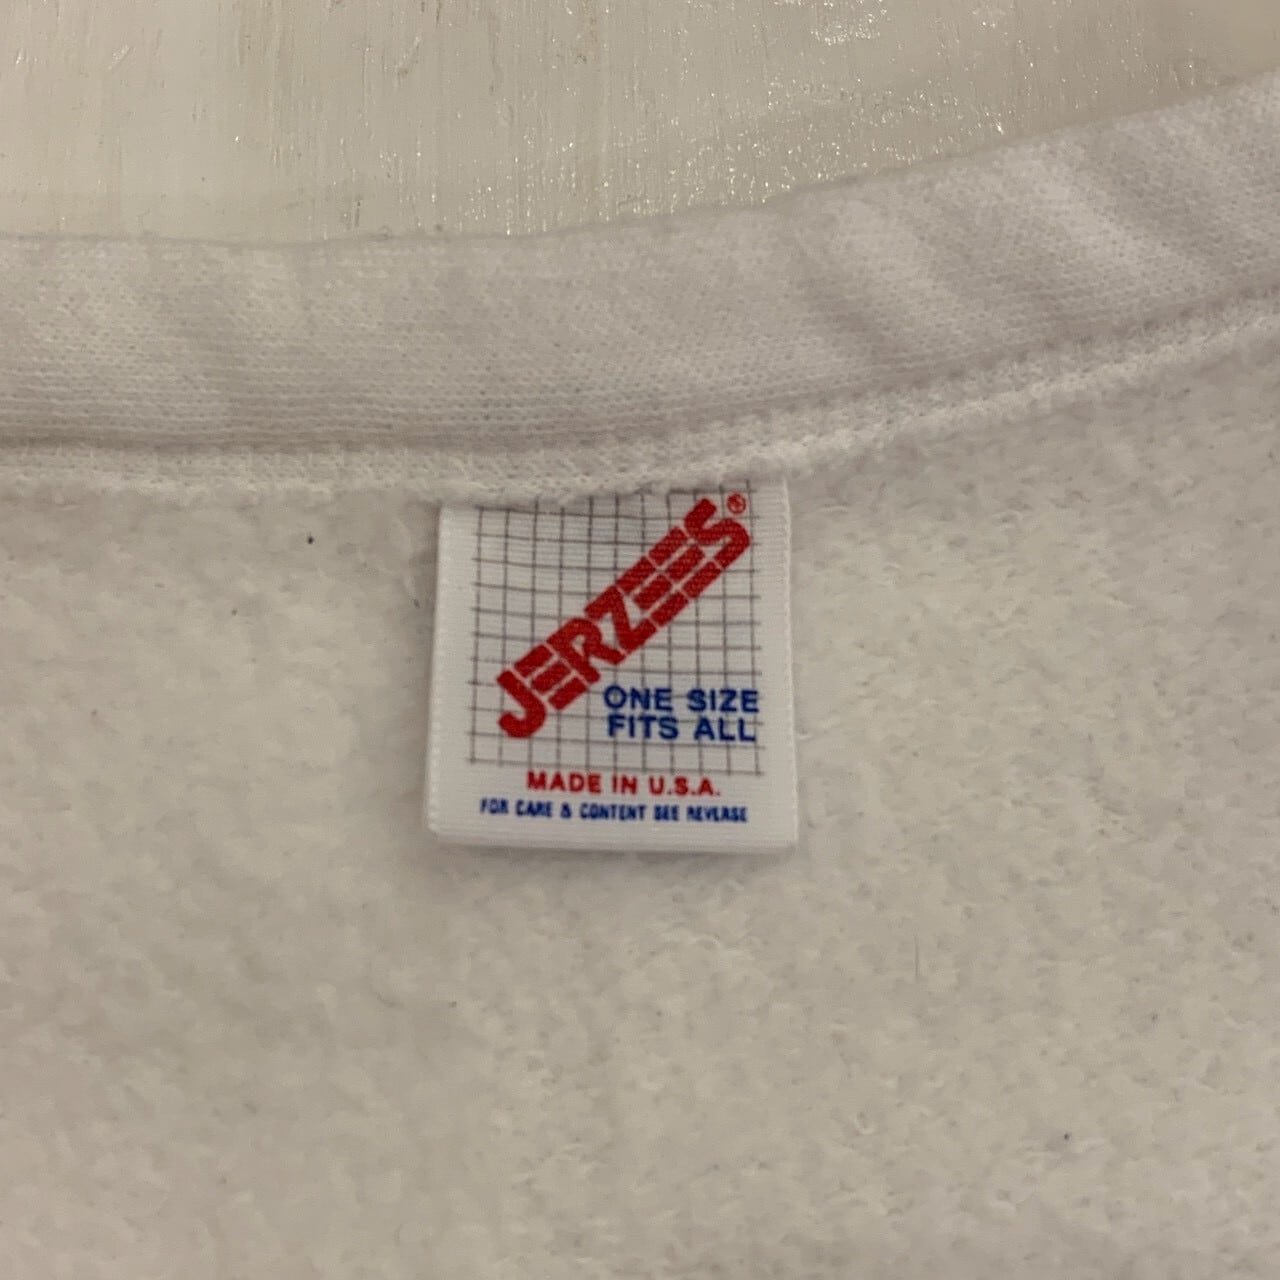 JERZEES®
ONE SIZE
FITS ALL
MADE IN U.S.A.
FOR CARE & CONTENT SEE REVERSE